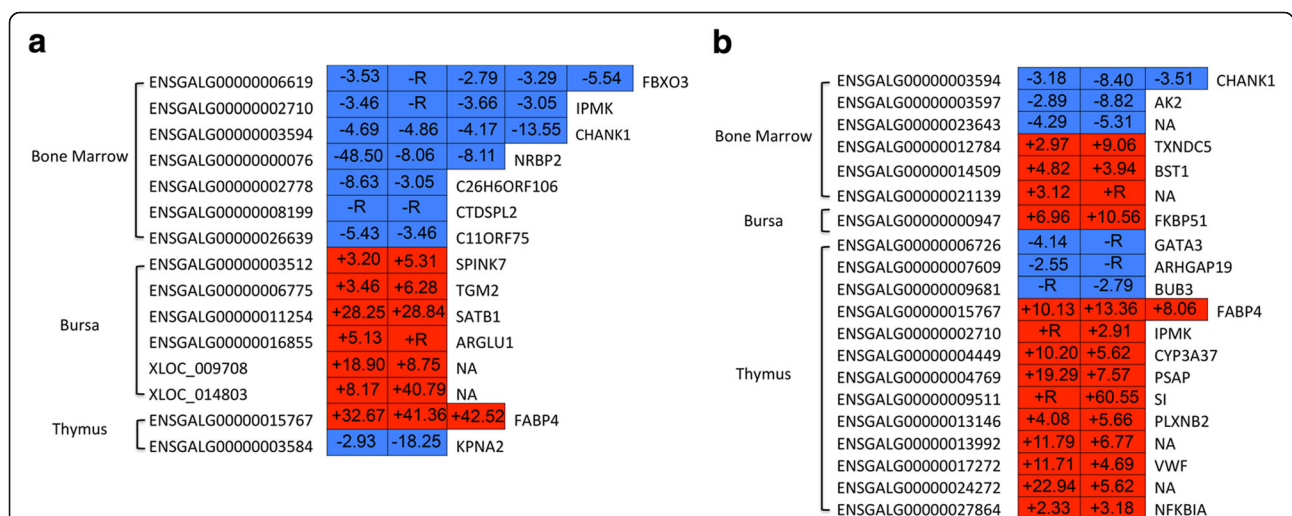 a
Bone Marrow
ENSGALG00000006619 -3.53 -R -2.79 -3.29 -5.54 FBXO3
ENSGALG00000002710 -3.46 -R -3.66 -3.05 IPMK
ENSGALG00000003594 -4.69 -4.86 -4.17 -13.55 CHANK1
ENSGALG00000000076 -48.50 -8.06 -8.11 NRBP2
ENSGALG00000002778 -8.63 -3.05 C26H6ORF106
ENSGALG00000008199 -R -R CTDSPL2
ENSGALG00000026639 -5.43 -3.46 C11ORF75
Bursa
ENSGALG00000003512 +3.20 +5.31 SPINK7
ENSGALG00000006775 +3.46 +6.28 TGM2
ENSGALG00000011254 +28.25 +28.84 SATB1
ENSGALG00000016855 +5.13 +R ARGLU1
XLOC_009708 +18.90 +8.75 NA
XLOC_014803 +8.17 +40.79 NA
Thymus
ENSGALG00000015767 +32.67 +41.36 +42.52 FABP4
ENSGALG00000003584 -2.93 -18.25 KPNA2
b
Bone Marrow
ENSGALG00000003594 -3.18 -8.40 -3.51 CHANK1
ENSGALG00000003597 -2.89 -8.82 AK2
ENSGALG00000023643 -4.29 -5.31 NA
ENSGALG00000012784 +2.97 +9.06 TXNDC5
ENSGALG00000014509 +4.82 +3.94 BST1
ENSGALG00000021139 +3.12 +R NA
Bursa
ENSGALG00000000947 +6.96 +10.56 FKBP51
Thymus
ENSGALG00000006726 -4.14 -R GATA3
ENSGALG00000007609 -2.55 -R ARHGAP19
ENSGALG00000009681 -R -2.79 BUB3
ENSGALG00000015767 +10.13 +13.36 +8.06 FABP4
ENSGALG00000002710 +R +2.91 IPMK
ENSGALG00000004449 +10.20 +5.62 CYP3A37
ENSGALG00000004769 +19.29 +7.57 PSAP
ENSGALG00000009511 +R +60.55 SI
ENSGALG00000013146 +4.08 +5.66 PLXNB2
ENSGALG00000013992 +11.79 +6.77 NA
ENSGALG00000017272 +11.71 +4.69 VWF
ENSGALG00000024272 +22.94 +5.62 NA
ENSGALG00000027864 +2.33 +3.18 NFKBIA